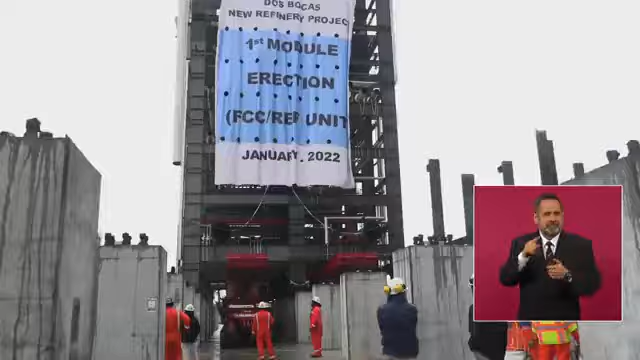 DOS BOCAS
NEW REFINERY PROJECT
1st MODULE
ERECTION
(FCC/REF UNIT
JANUARY, 2022